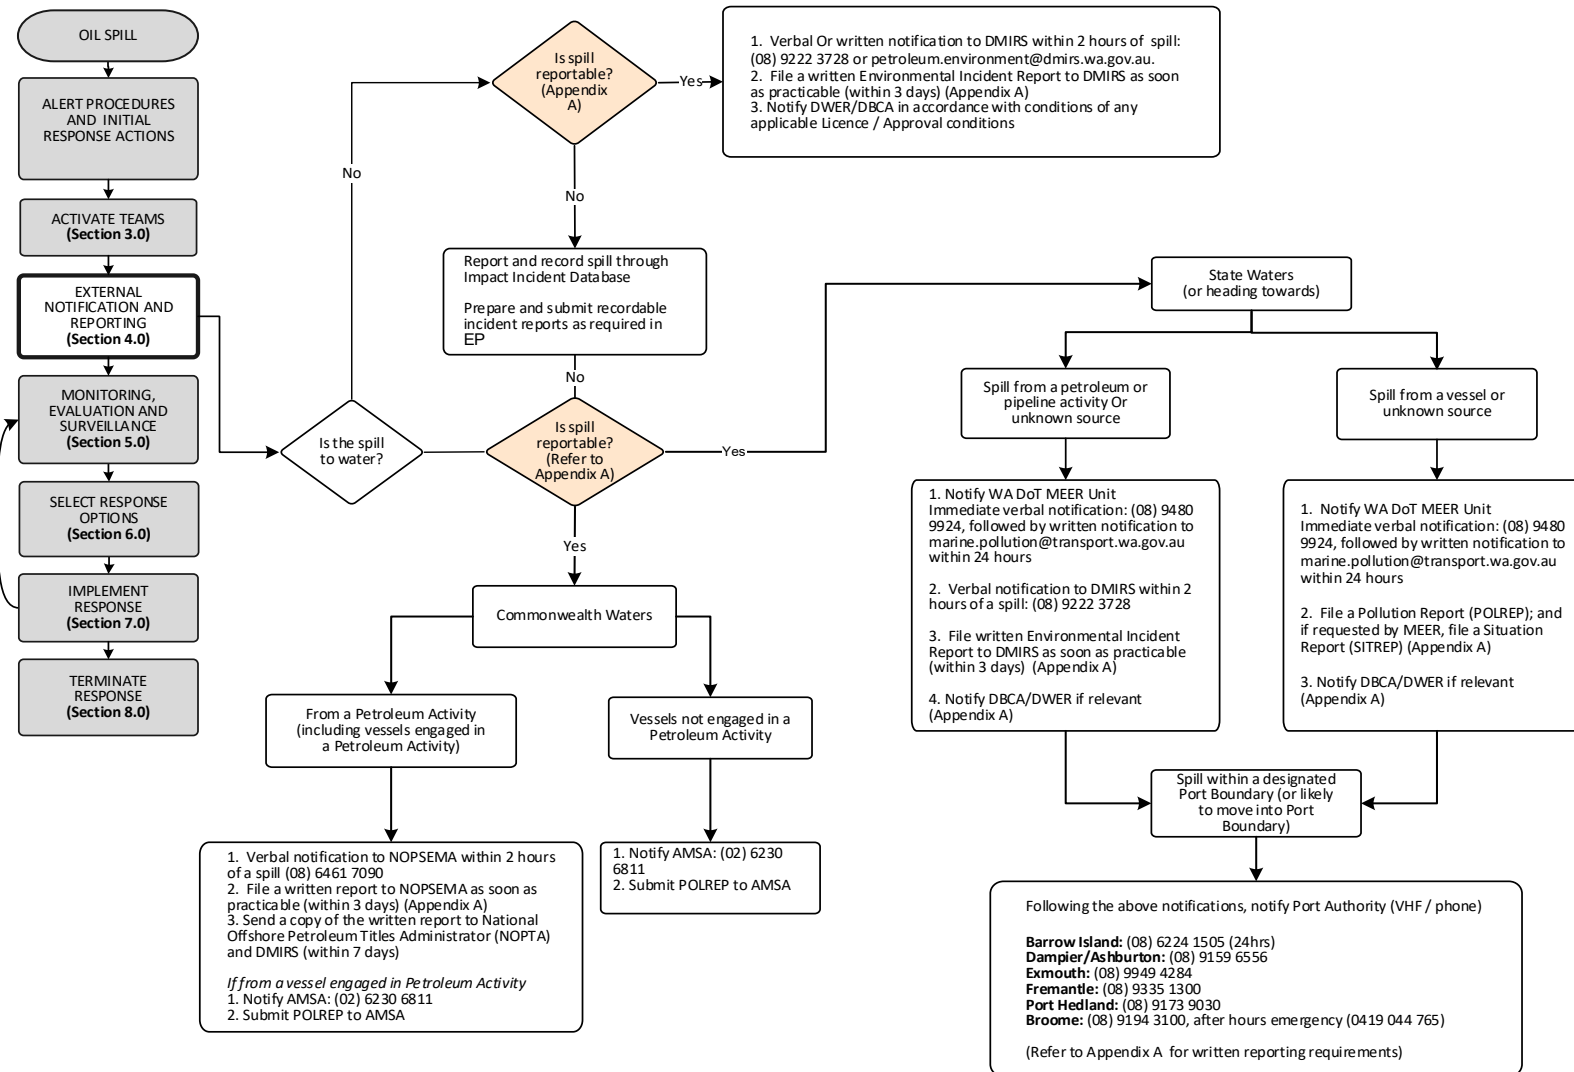 OIL SPILL
ALERT PROCEDURES
AND INITIAL
RESPONSE ACTIONS
ACTIVATE TEAMS
(Section 3.0)
EXTERNAL
NOTIFICATION AND
REPORTING
(Section 4.0)
MONITORING,
EVALUATION AND
SURVEILLANCE
(Section 5.0)
SELECT RESPONSE
OPTIONS
(Section 6.0)
IMPLEMENT
RESPONSE
(Section 7.0)
TERMINATE
RESPONSE
(Section 8.0)
Is the spill
to water?
No
Is spill
reportable?
(Appendix
A)
Yes
1. Verbal Or written notification to DMIRS within 2 hours of spill:
(08) 9222 3728 or petroleum.environment@dmirs.wa.gov.au.
2. File a written Environmental Incident Report to DMIRS as soon
as practicable (within 3 days) (Appendix A)
3. Notify DWER/DBCA in accordance with conditions of any
applicable Licence / Approval conditions
No
Report and record spill through
Impact Incident Database
Prepare and submit recordable
incident reports as required in
EP
No
Is spill
reportable?
(Refer to
Appendix A)
Yes
Yes
Commonwealth Waters
From a Petroleum Activity
(including vessels engaged in
a Petroleum Activity)
Vessels not engaged in a
Petroleum Activity
1. Verbal notification to NOPSEMA within 2 hours
of a spill (08) 6461 7090
2. File a written report to NOPSEMA as soon as
practicable (within 3 days) (Appendix A)
3. Send a copy of the written report to National
Offshore Petroleum Titles Administrator (NOPTA)
and DMIRS (within 7 days)
If from a vessel engaged in Petroleum Activity
1. Notify AMSA: (02) 6230 6811
2. Submit POLREP to AMSA
1. Notify AMSA: (02) 6230
6811
2. Submit POLREP to AMSA
State Waters
(or heading towards)
Spill from a petroleum or
pipeline activity Or
unknown source
Spill from a vessel or
unknown source
1. Notify WA DoT MEER Unit
Immediate verbal notification: (08) 9480
9924, followed by written notification to
marine.pollution@transport.wa.gov.au
within 24 hours
2. Verbal notification to DMIRS within 2
hours of a spill: (08) 9222 3728
3. File written Environmental Incident
Report to DMIRS as soon as practicable
(within 3 days) (Appendix A)
4. Notify DBCA/DWER if relevant
(Appendix A)
1. Notify WA DoT MEER Unit
Immediate verbal notification: (08) 9480
9924, followed by written notification to
marine.pollution@transport.wa.gov.au
within 24 hours
2. File a Pollution Report (POLREP); and
if requested by MEER, file a Situation
Report (SITREP) (Appendix A)
3. Notify DBCA/DWER if relevant
(Appendix A)
Spill within a designated
Port Boundary (or likely
to move into Port
Boundary)
Following the above notifications, notify Port Authority (VHF / phone)
Barrow Island: (08) 6224 1505 (24hrs)
Dampier/Ashburton: (08) 9159 6556
Exmouth: (08) 9949 4284
Fremantle: (08) 9335 1300
Port Hedland: (08) 9173 9030
Broome: (08) 9194 3100, after hours emergency (0419 044 765)
(Refer to Appendix A for written reporting requirements)